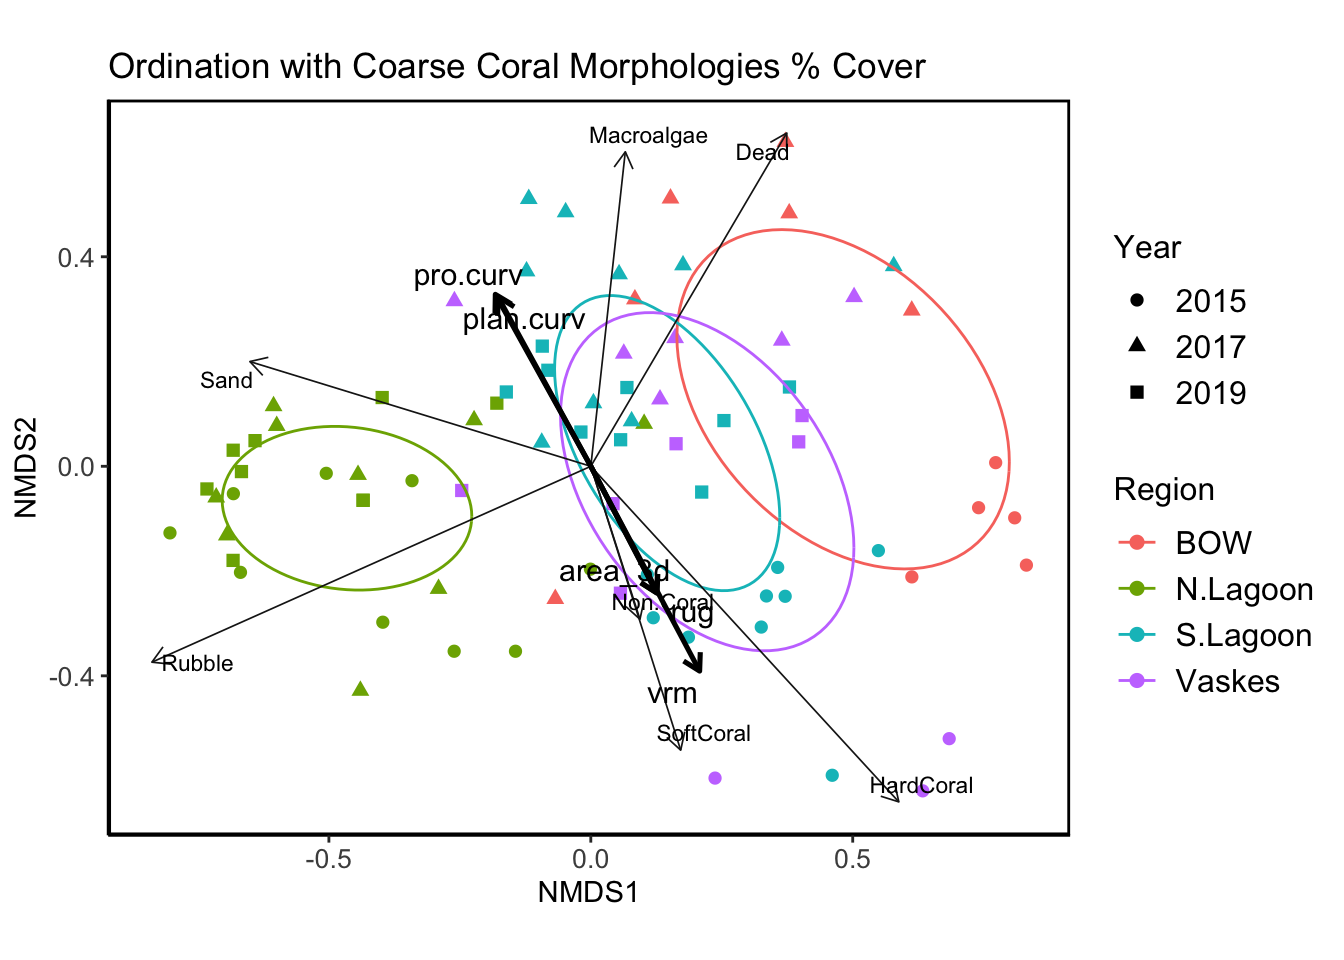 Ordination with Coarse Coral Morphologies % Cover
Macroalgae
Dead
pro.curv
plan.curv
Sand
area_3d
Non.Coral
rug
Rubble
vrm
SoftCoral
HardCoral
NMDS2
0.4
0.0
-0.4
-0.5
0.0
0.5
NMDS1
Year
2015
2017
2019
Region
BOW
N.Lagoon
S.Lagoon
Vaskes